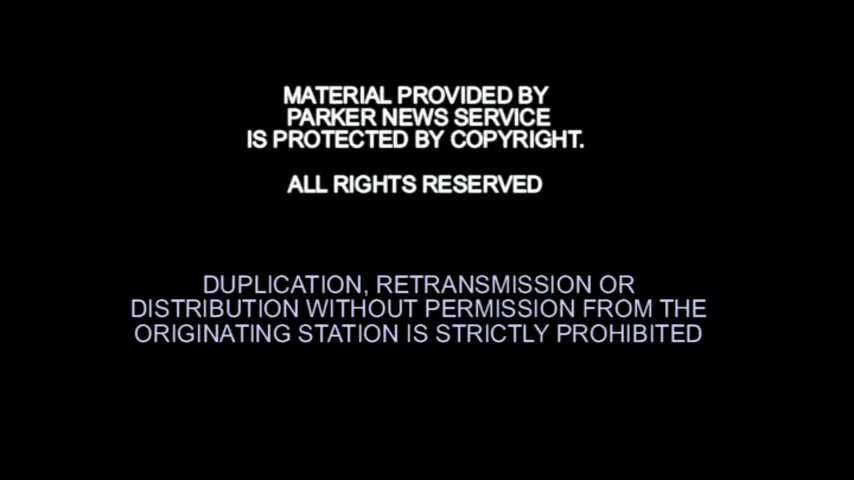 MATERIAL PROVIDED BY
PARKER NEWS SERVICE
IS PROTECTED BY COPYRIGHT.
ALL RIGHTS RESERVED
DUPLICATION, RETRANSMISSION OR
DISTRIBUTION WITHOUT PERMISSION FROM THE
ORIGINATING STATION IS STRICTLY PROHIBITED